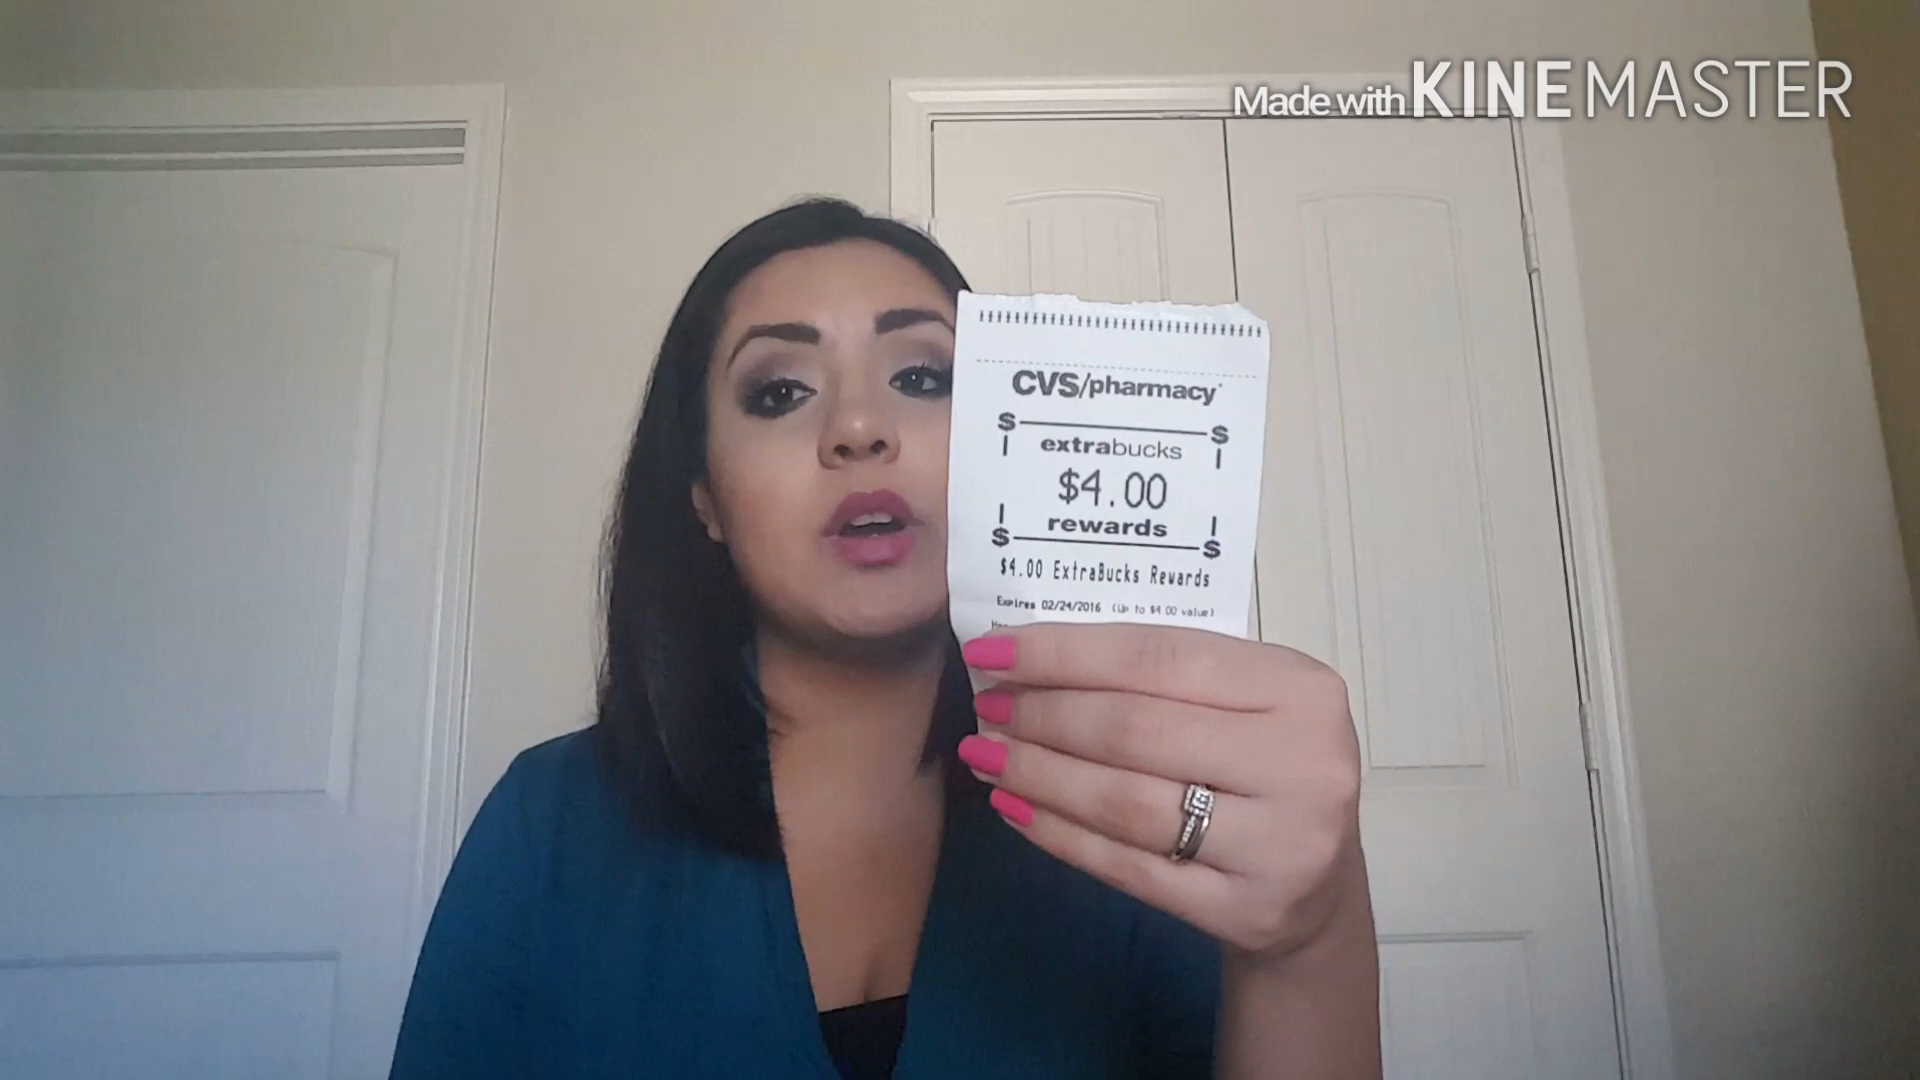 Made with KINEMASTER
CVS/pharmacy
$ $
extrabucks
$4.00
rewards
$ $
$4.00 ExtraBucks Rewards
Expires 02/24/2016 (Up to $4.00 value)